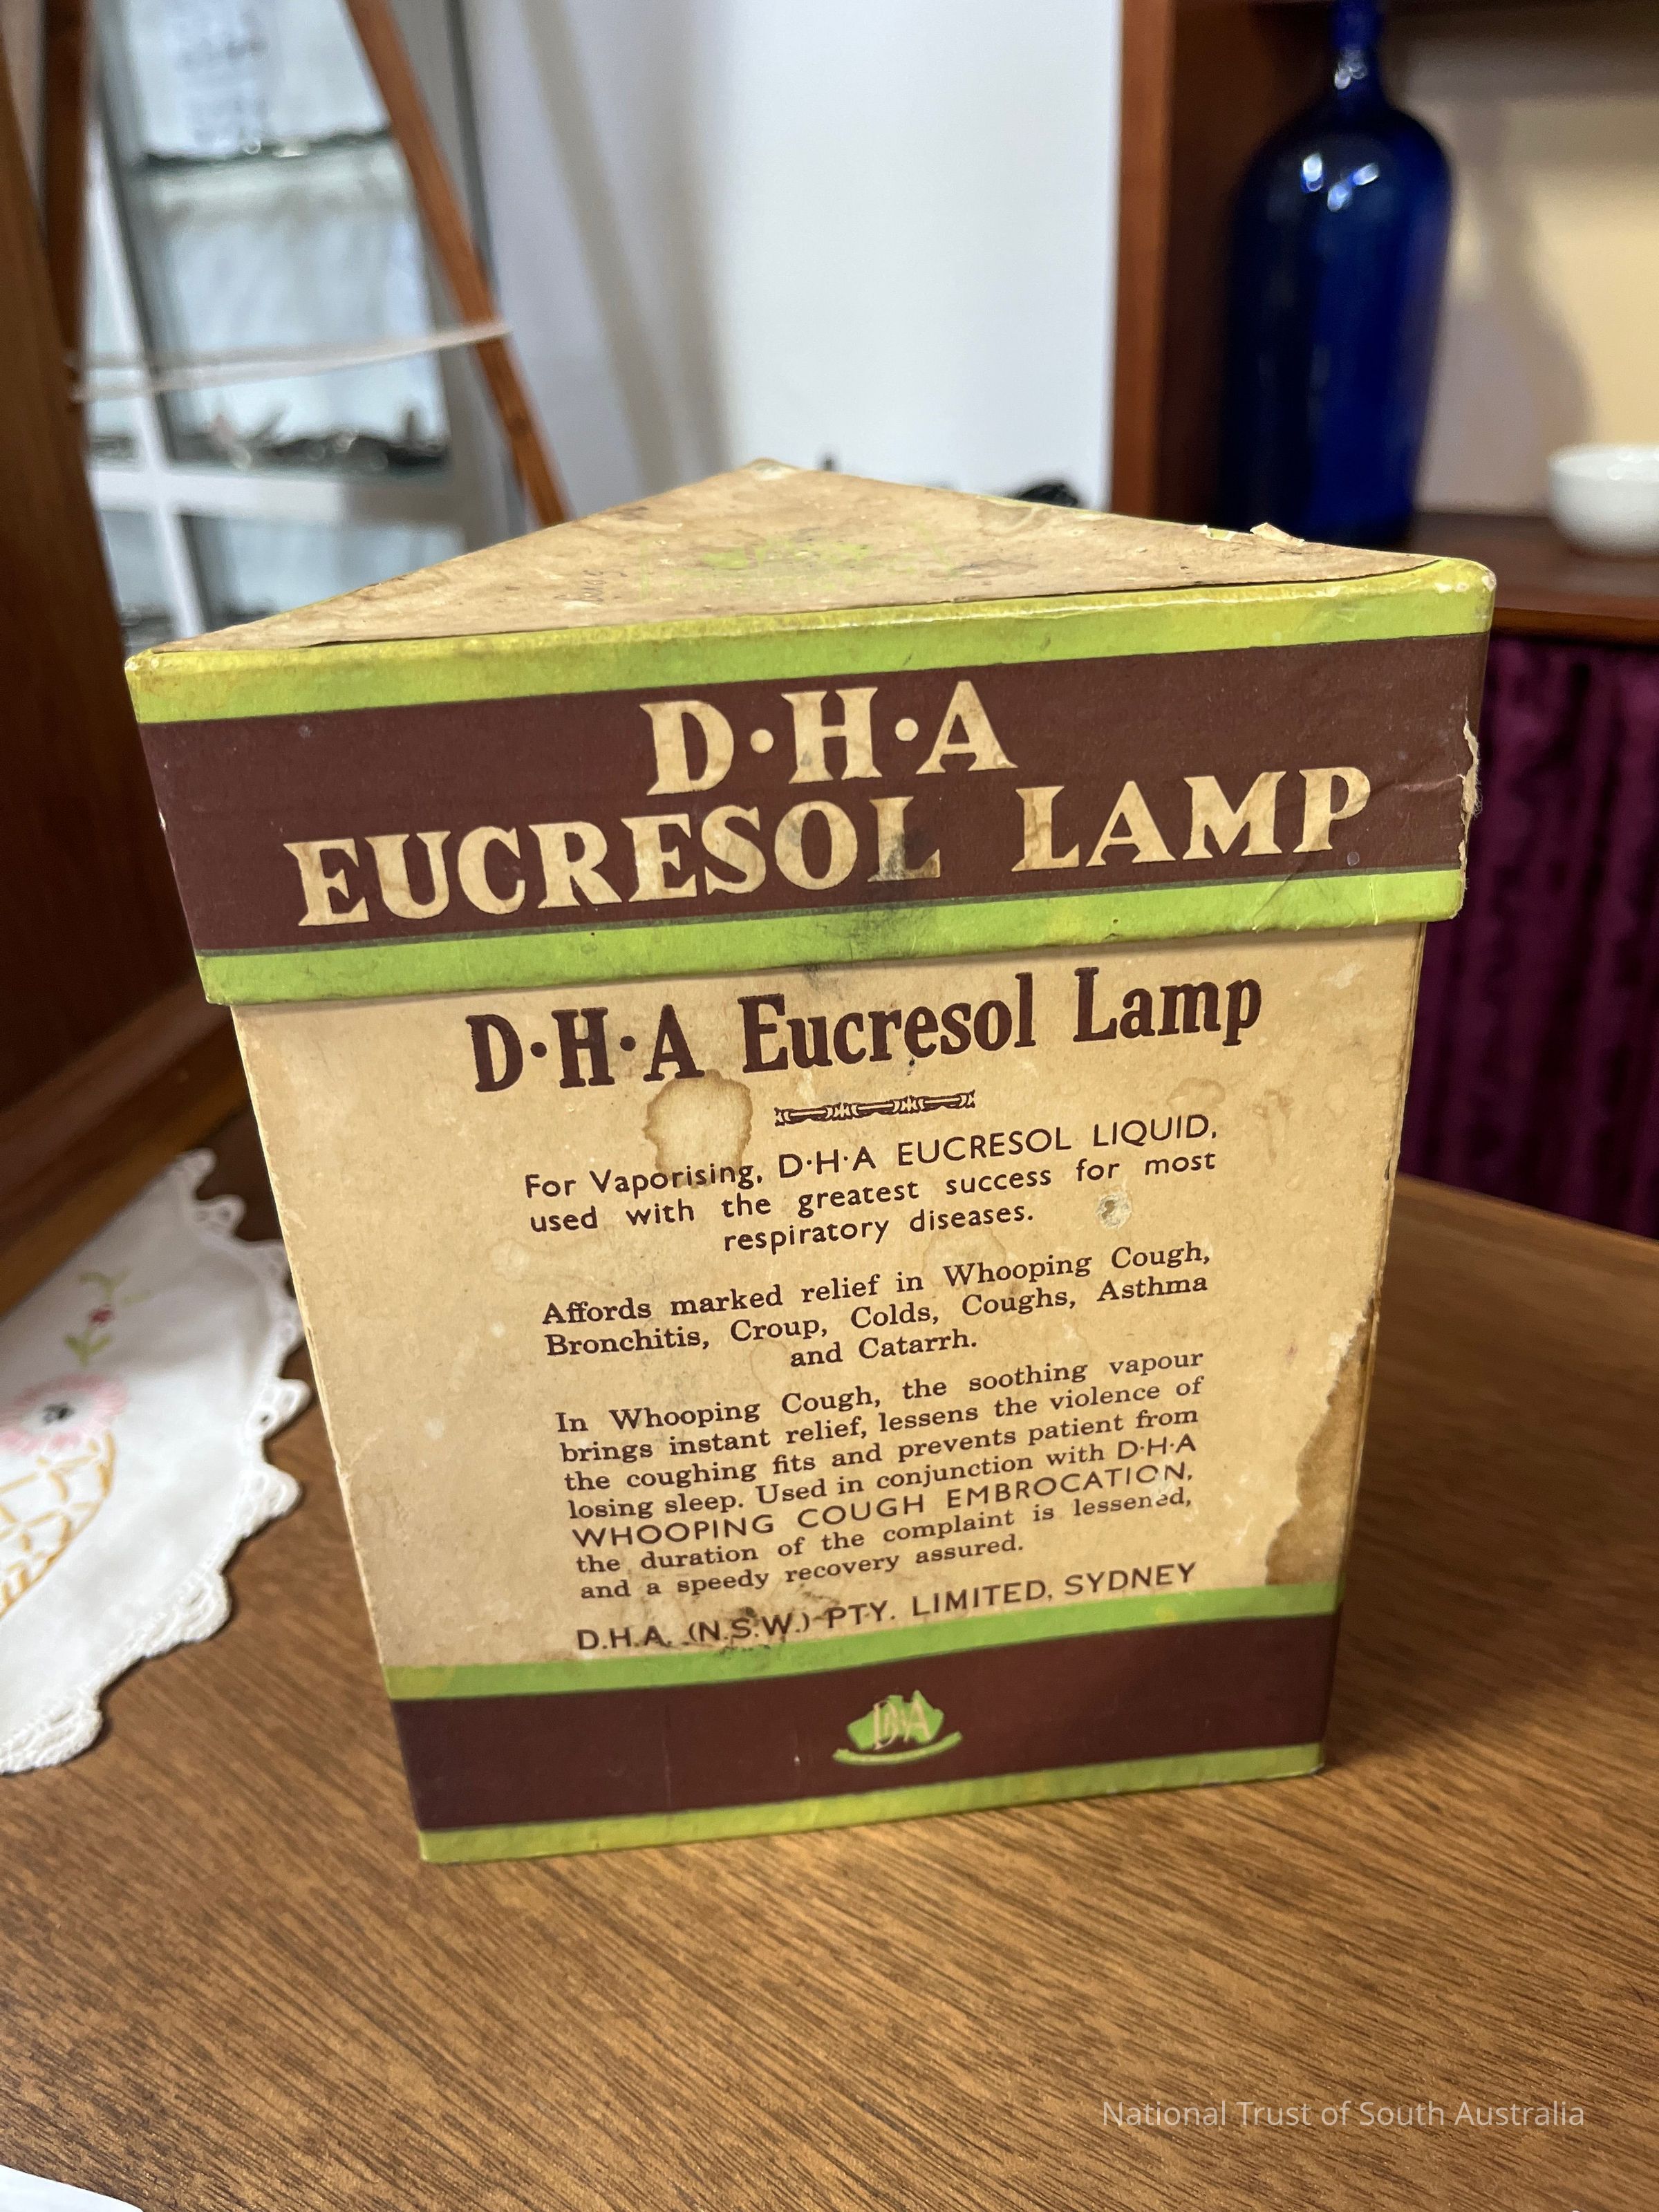 D·H·A
EUCRESOL LAMP
D·H·A Eucresol Lamp
For Vaporising, D·H·A EUCRESOL LIQUID,
used with the greatest success for most
respiratory diseases.
Affords marked relief in Whooping Cough,
Bronchitis, Croup, Colds, Coughs, Asthma
and Catarrh.
In Whooping Cough, the soothing vapour
brings instant relief, lessens the violence of
the coughing fits and prevents patient from
losing sleep. Used in conjunction with D·H·A
WHOOPING COUGH EMBROCATION,
the duration of the complaint is lessened,
and a speedy recovery assured.
D.H.A. (N.S.W.) PTY. LIMITED, SYDNEY
DHA
National Trust of South Australia